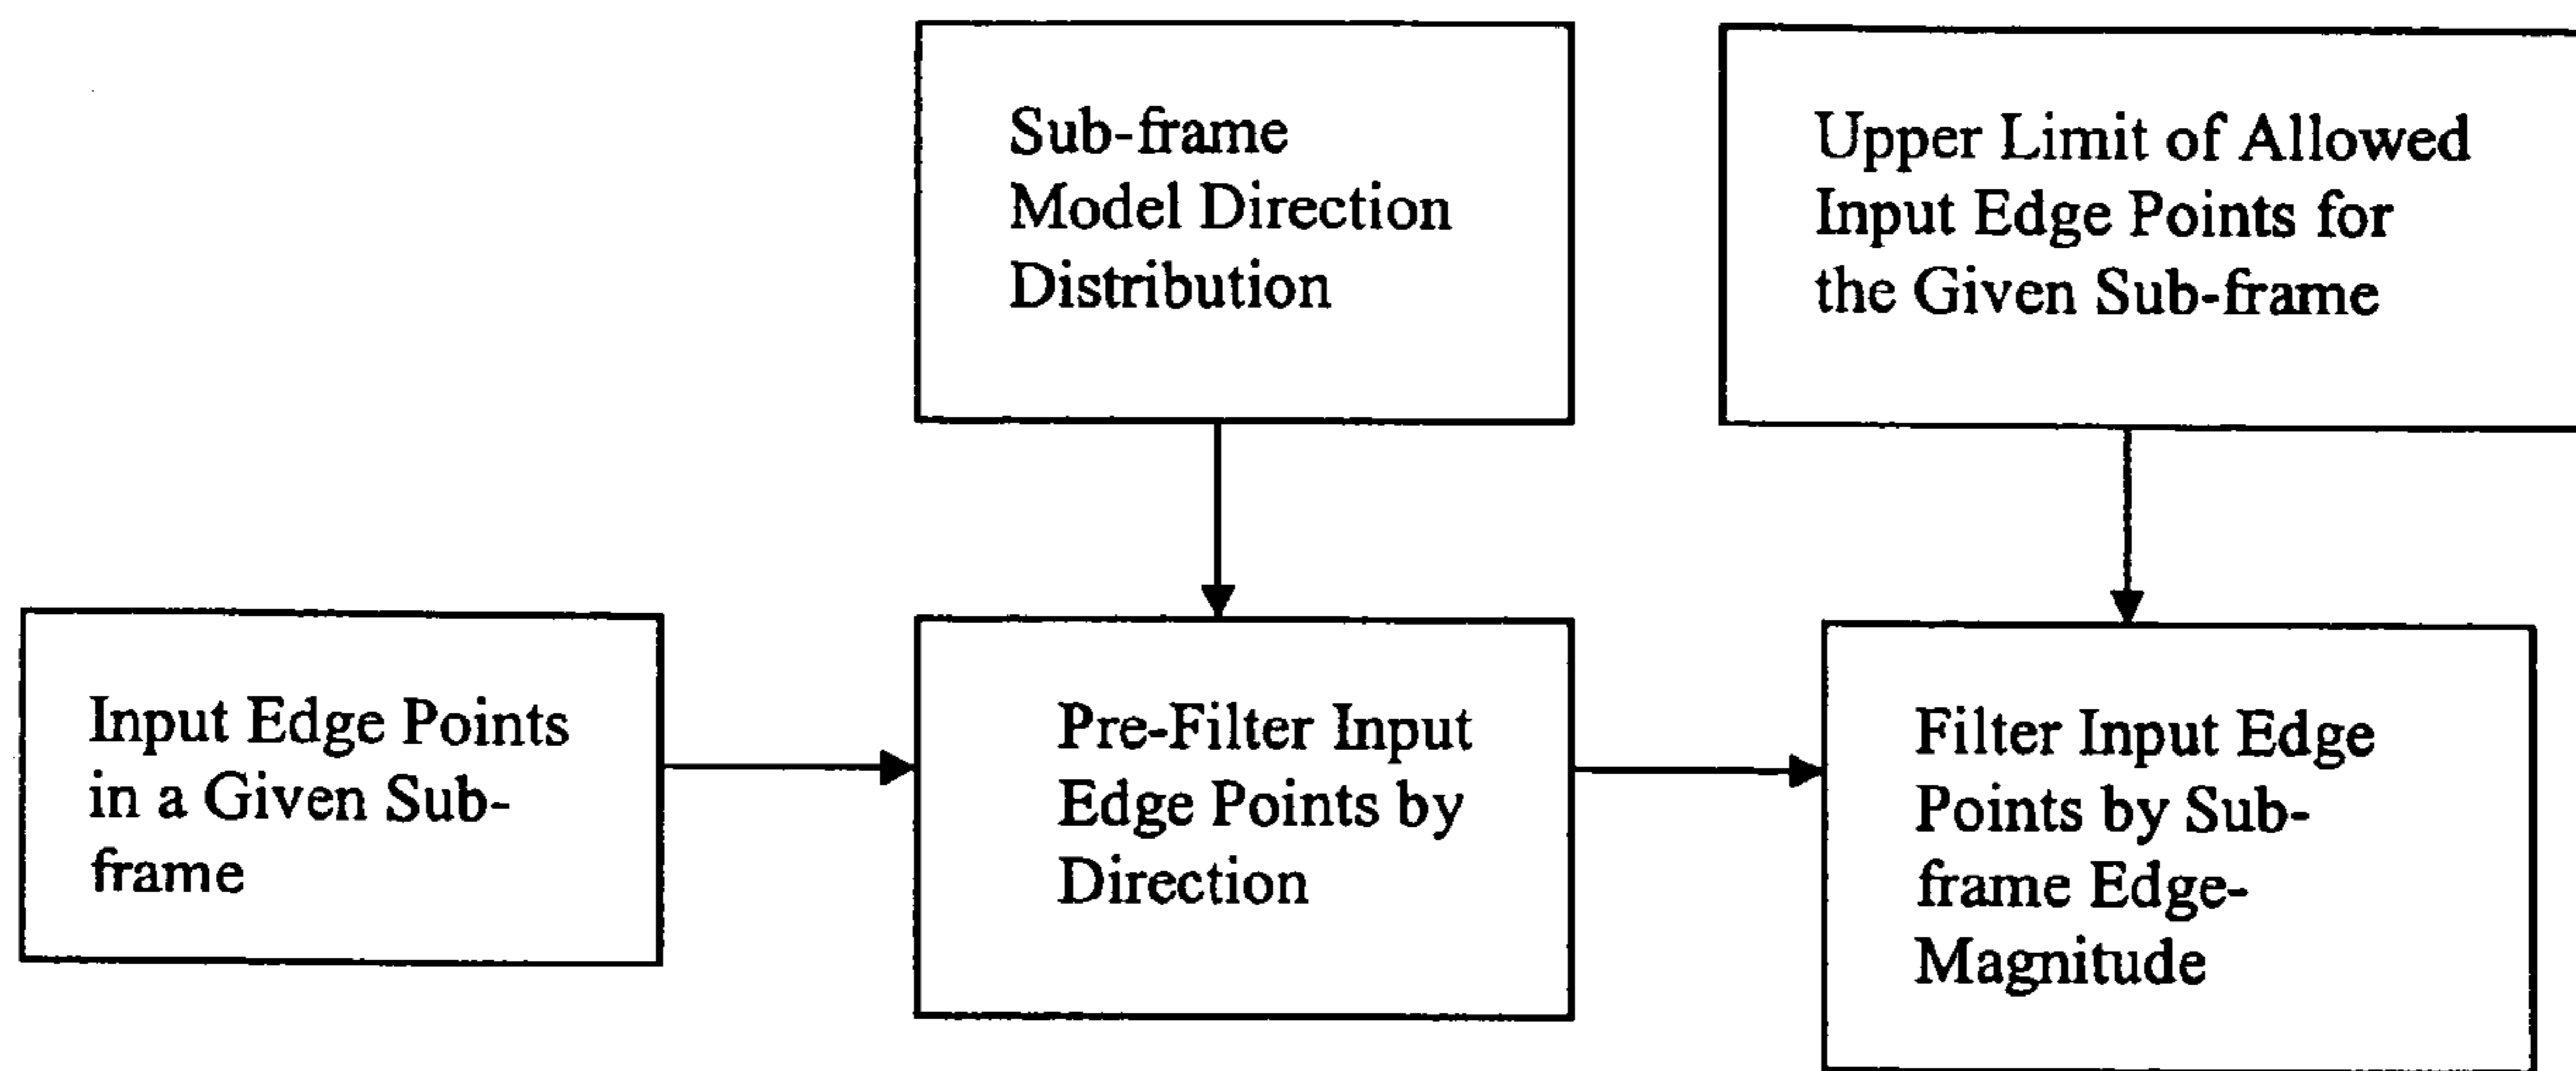 Sub-frame
Model Direction
Distribution
Upper Limit of Allowed
Input Edge Points for
the Given Sub-frame
Input Edge Points
in a Given Sub-
frame
Pre-Filter Input
Edge Points by
Direction
Filter Input Edge
Points by Sub-
frame Edge-
Magnitude